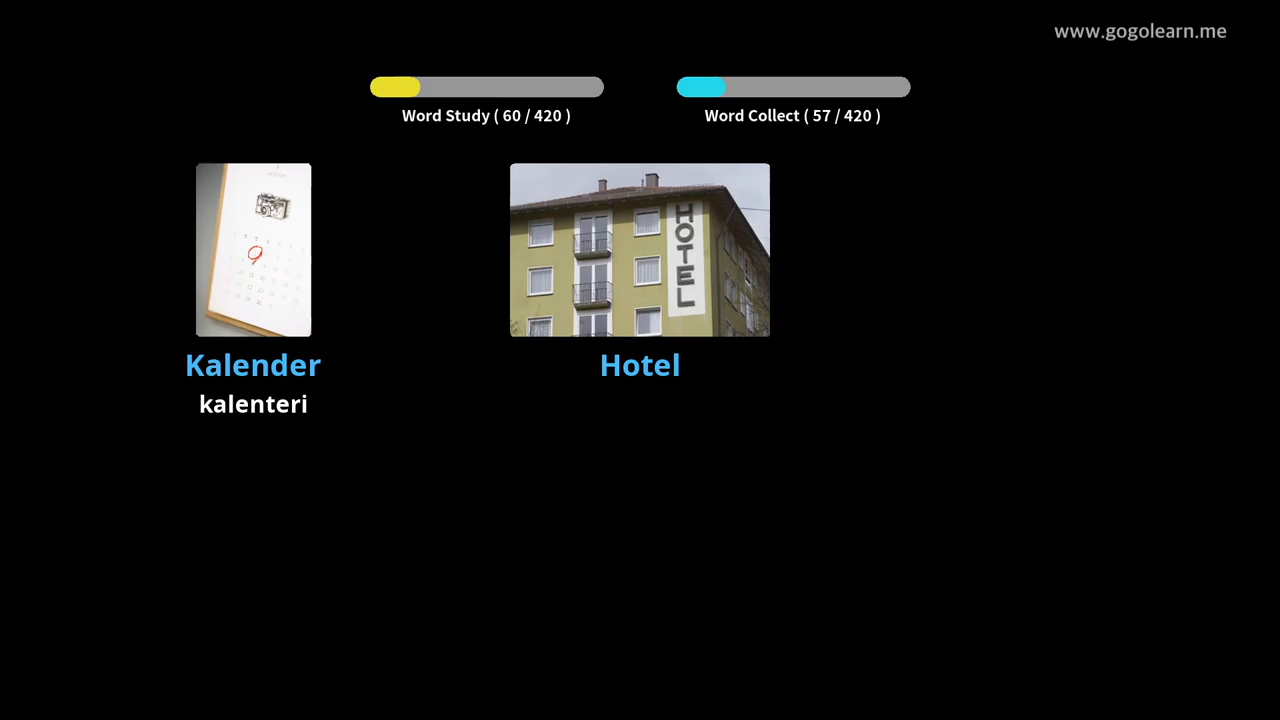 www.gogolearn.me
Word Study ( 60 / 420 )
Word Collect ( 57 / 420 )
HOTEL
Kalender
kalenteri
Hotel